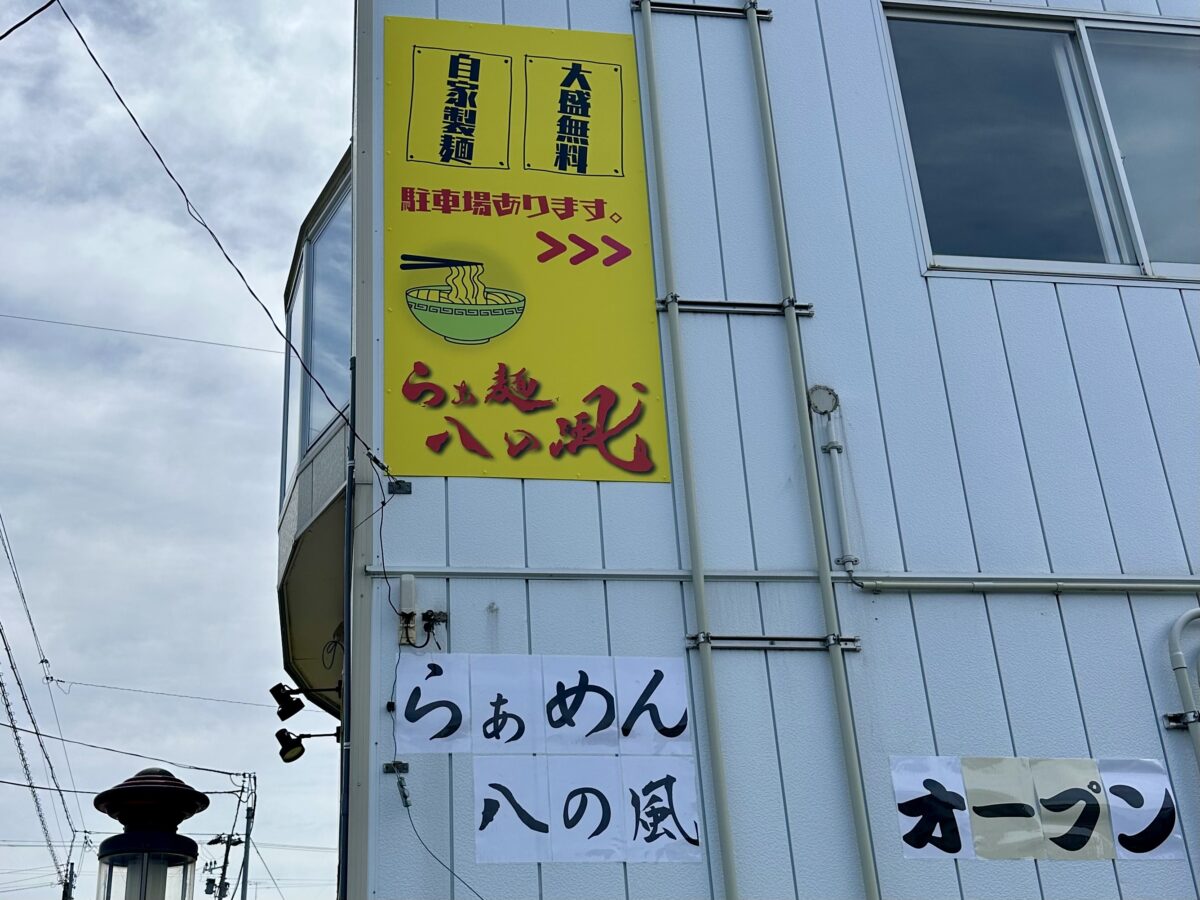 大盛無料
自家製麺
駐車場あります。
>>>
らぁ麺
八の風
らぁめん
八の風
オープン